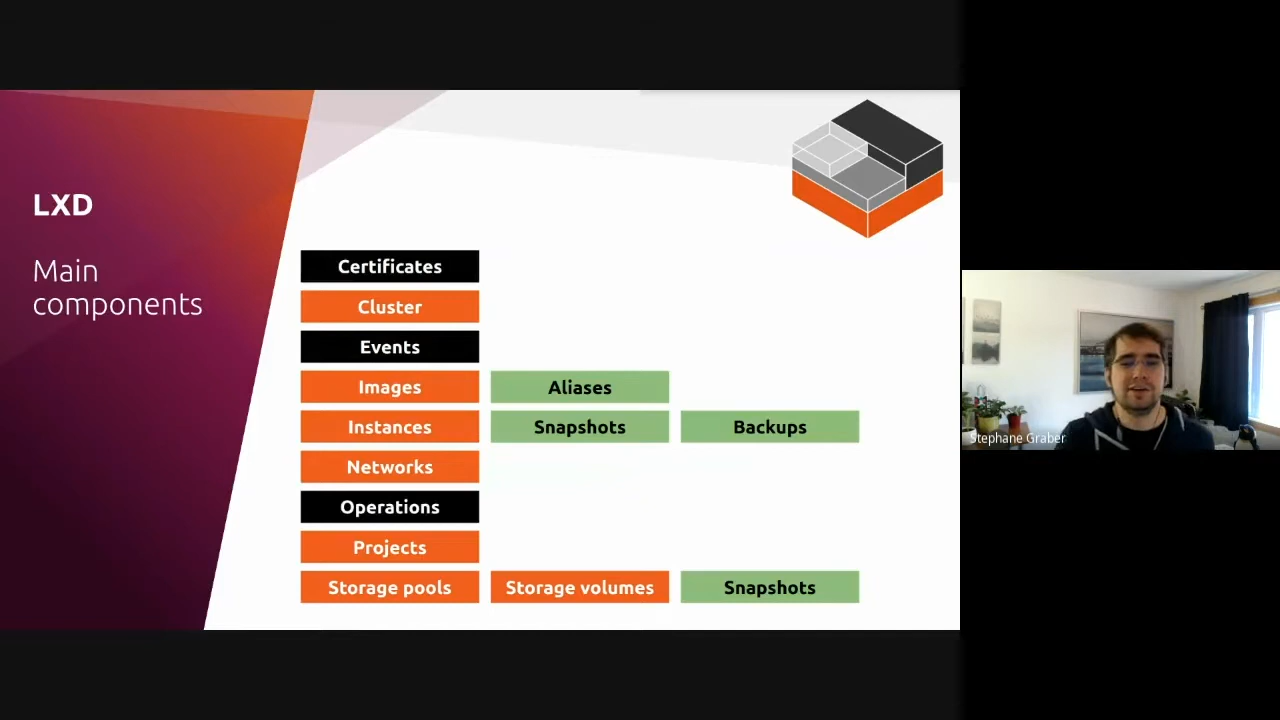 LXD
Main
components
Certificates
Cluster
Events
Images Aliases
Instances Snapshots Backups
Networks
Operations
Projects
Storage pools Storage volumes Snapshots
Stephane Graber